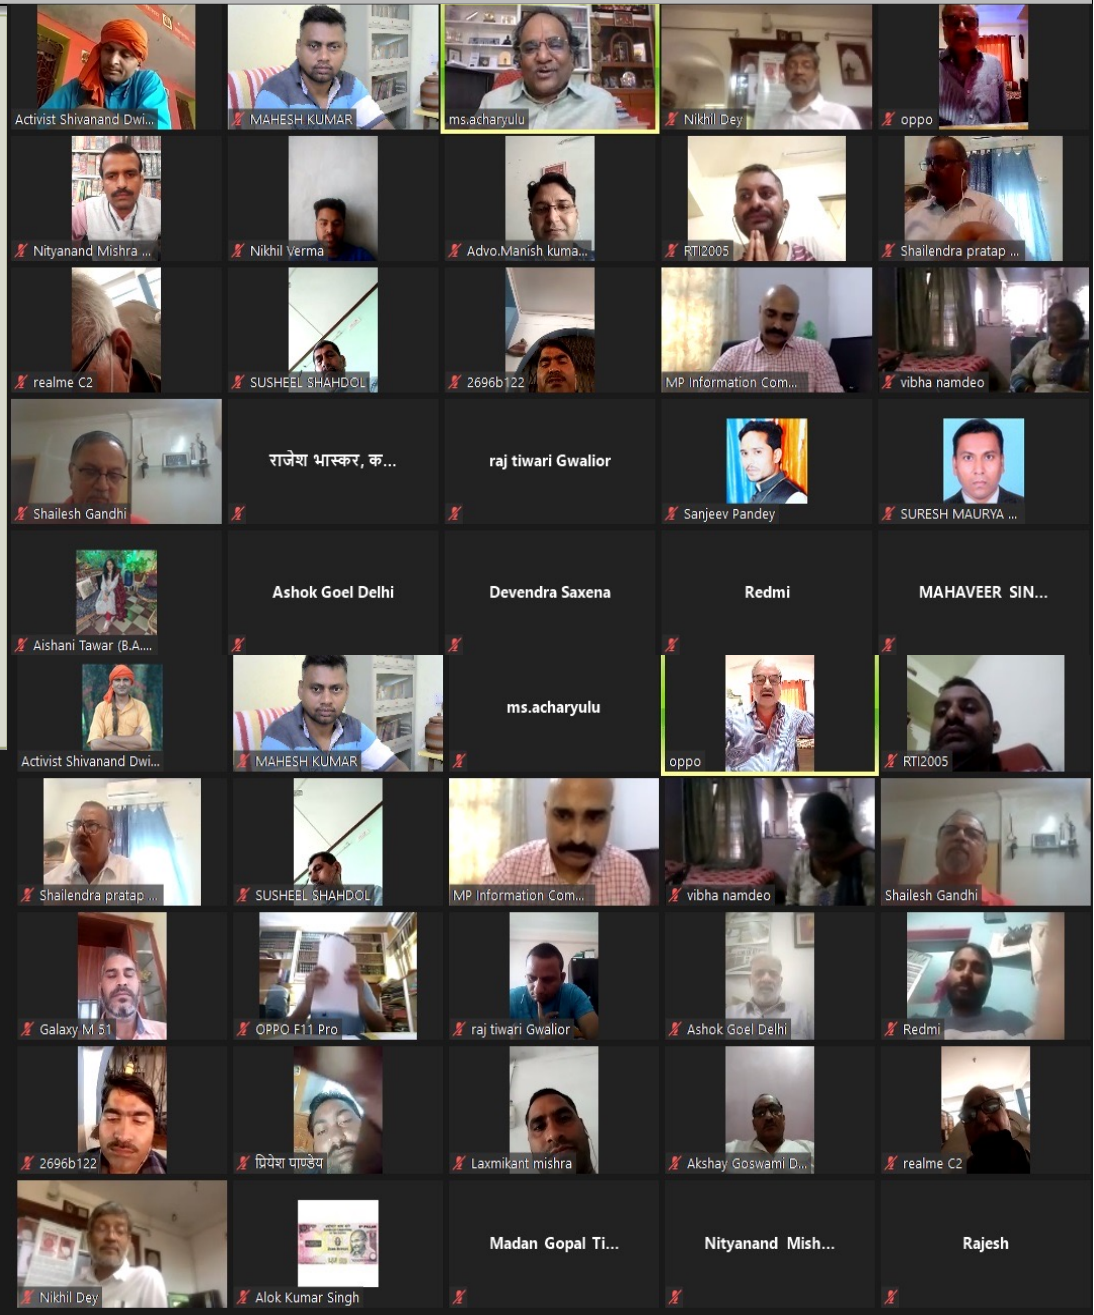 Activist Shivanand Dwi...
MAHESH KUMAR
ms.acharyulu
Nikhil Dey
oppo
Nityanand Mishra ...
Nikhil Verma
Advo.Manish kuma...
RTI2005
Shailendra pratap ...
realme C2
SUSHEEL SHAHDOL
2696b122
MP Information Com...
vibha namdeo
Shailesh Gandhi
राजेश भास्कर, क...
raj tiwari Gwalior
Sanjeev Pandey
SURESH MAURYA ...
Aishani Tawar (B.A....
Ashok Goel Delhi
Devendra Saxena
Redmi
MAHAVEER SIN...
Activist Shivanand Dwi...
MAHESH KUMAR
ms.acharyulu
oppo
RTI2005
Shailendra pratap ...
SUSHEEL SHAHDOL
MP Information Com...
vibha namdeo
Shailesh Gandhi
Galaxy M 51
OPPO F11 Pro
raj tiwari Gwalior
Ashok Goel Delhi
Redmi
2696b122
प्रियेश पाण्डेय
Laxmikant mishra
Akshay Goswami D...
realme C2
Nikhil Dey
Alok Kumar Singh
Madan Gopal Ti...
Nityanand Mish...
Rajesh